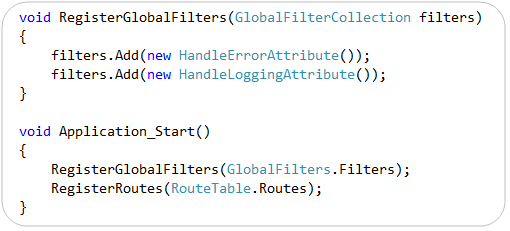 void RegisterGlobalFilters(GlobalFilterCollection filters)
{
    filters.Add(new HandleErrorAttribute());
    filters.Add(new HandleLoggingAttribute());
}

void Application_Start()
{
    RegisterGlobalFilters(GlobalFilters.Filters);
    RegisterRoutes(RouteTable.Routes);
}